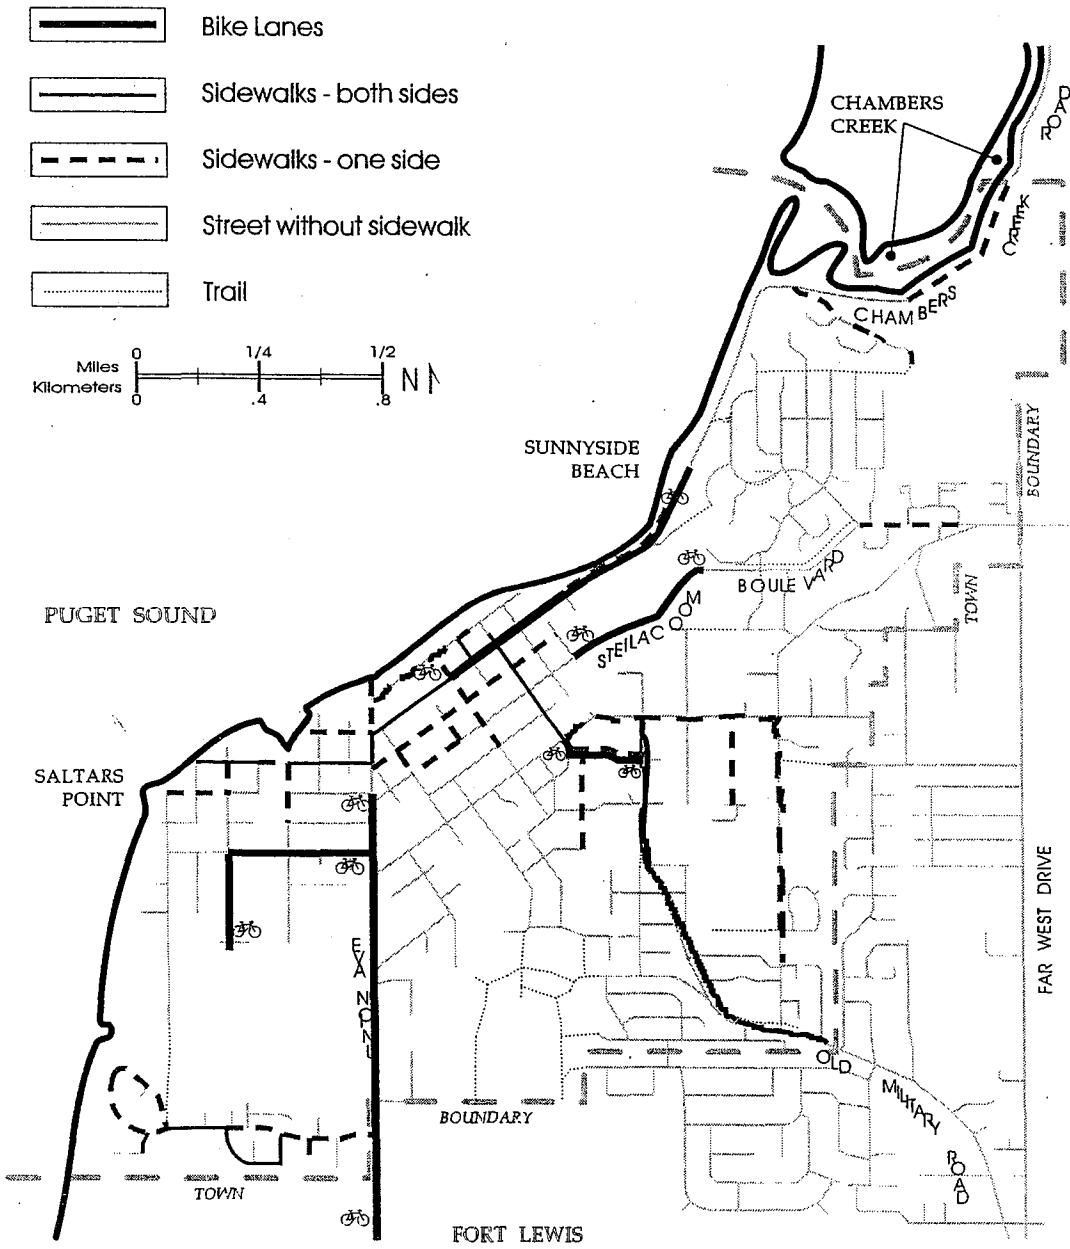 Bike Lanes
Sidewalks - both sides
Sidewalks - one side
Street without sidewalk
Trail
0 1/4 1/2
Miles
Kilometers
0 .4 .8
N
CHAMBERS
CREEK
ROAD
CREEK
CHAMBERS
BOUNDARY
SUNNYSIDE
BEACH
BOULEVARD
TOWN
PUGET SOUND
STEILACOOM
SALTARS
POINT
FAR WEST DRIVE
OLD
MILITARY
ROAD
BOUNDARY
TOWN
FORT LEWIS